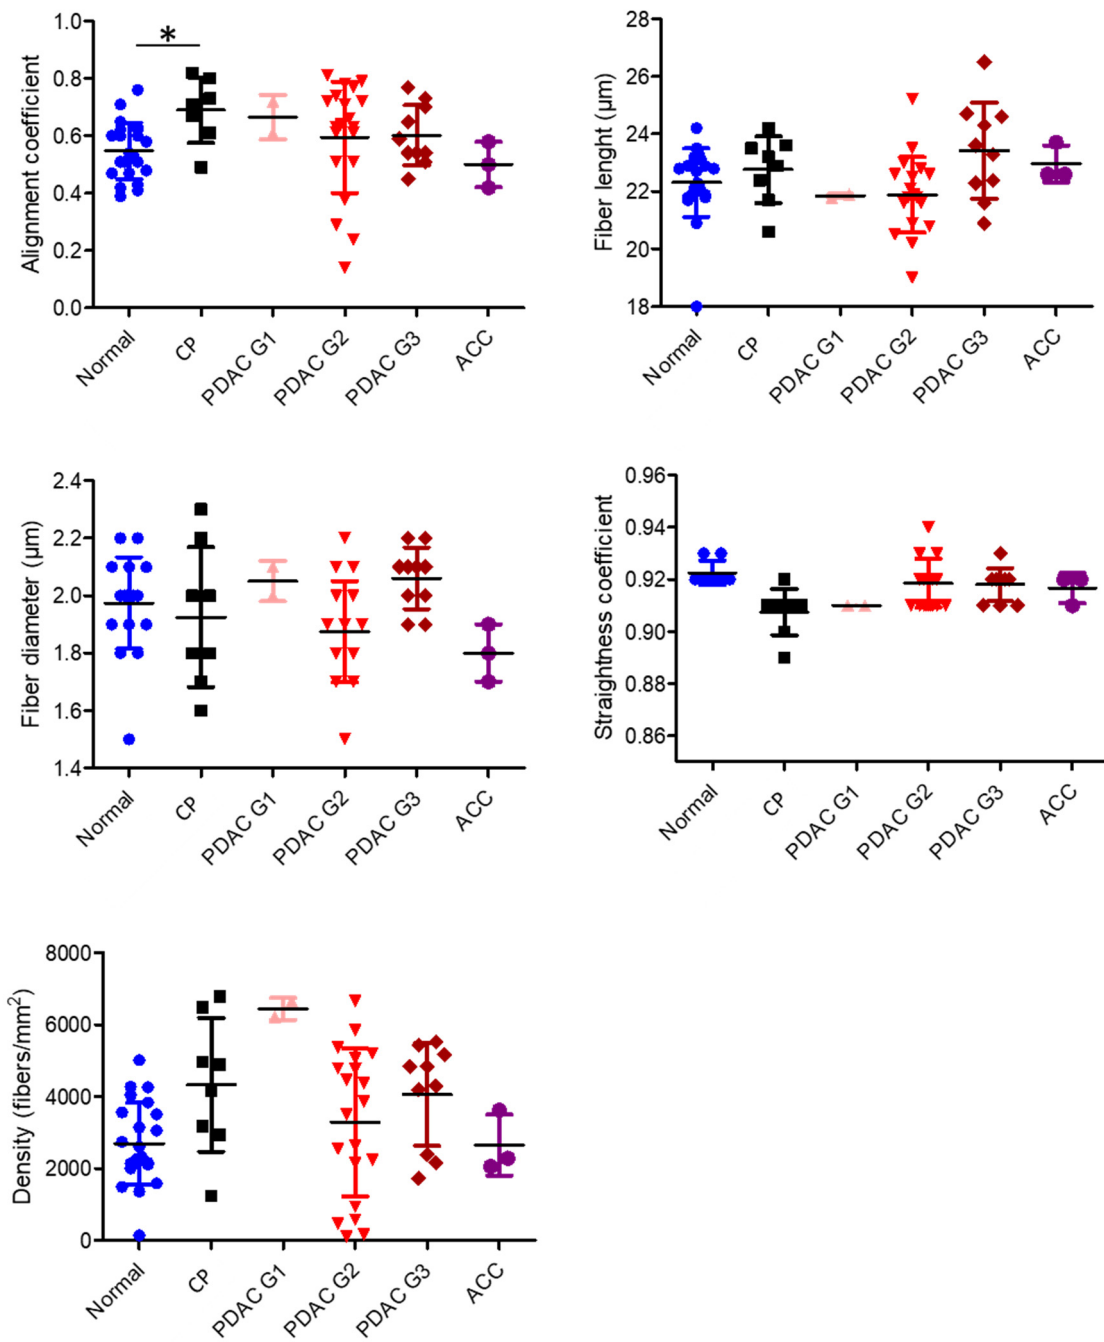 Alignment coefficient
1.0
0.8
0.6
0.4
0.2
0.0
*
Normal
CP
PDAC G1
PDAC G2
PDAC G3
ACC
Fiber lenght (µm)
28
26
24
22
20
18
Normal
CP
PDAC G1
PDAC G2
PDAC G3
ACC
Fiber diameter (µm)
2.4
2.2
2.0
1.8
1.6
1.4
Normal
CP
PDAC G1
PDAC G2
PDAC G3
ACC
Straightness coefficient
0.96
0.94
0.92
0.90
0.88
0.86
Normal
CP
PDAC G1
PDAC G2
PDAC G3
ACC
Density (fibers/mm²)
8000
6000
4000
2000
0
Normal
CP
PDAC G1
PDAC G2
PDAC G3
ACC